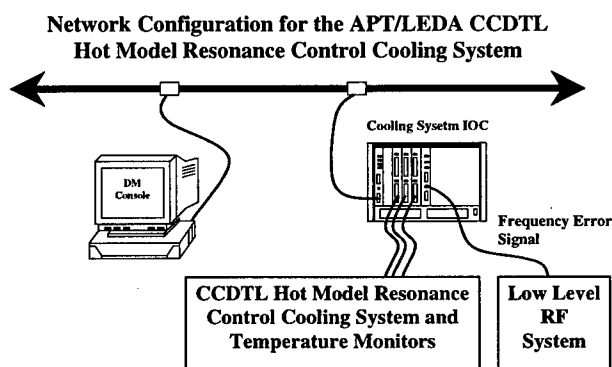 Network Configuration for the APT/LEDA CCDTL
Hot Model Resonance Control Cooling System
Cooling Sysetm IOC
DM
Console
Frequency Error
Signal
CCDTL Hot Model Resonance
Control Cooling System and
Temperature Monitors
Low Level
RF
System